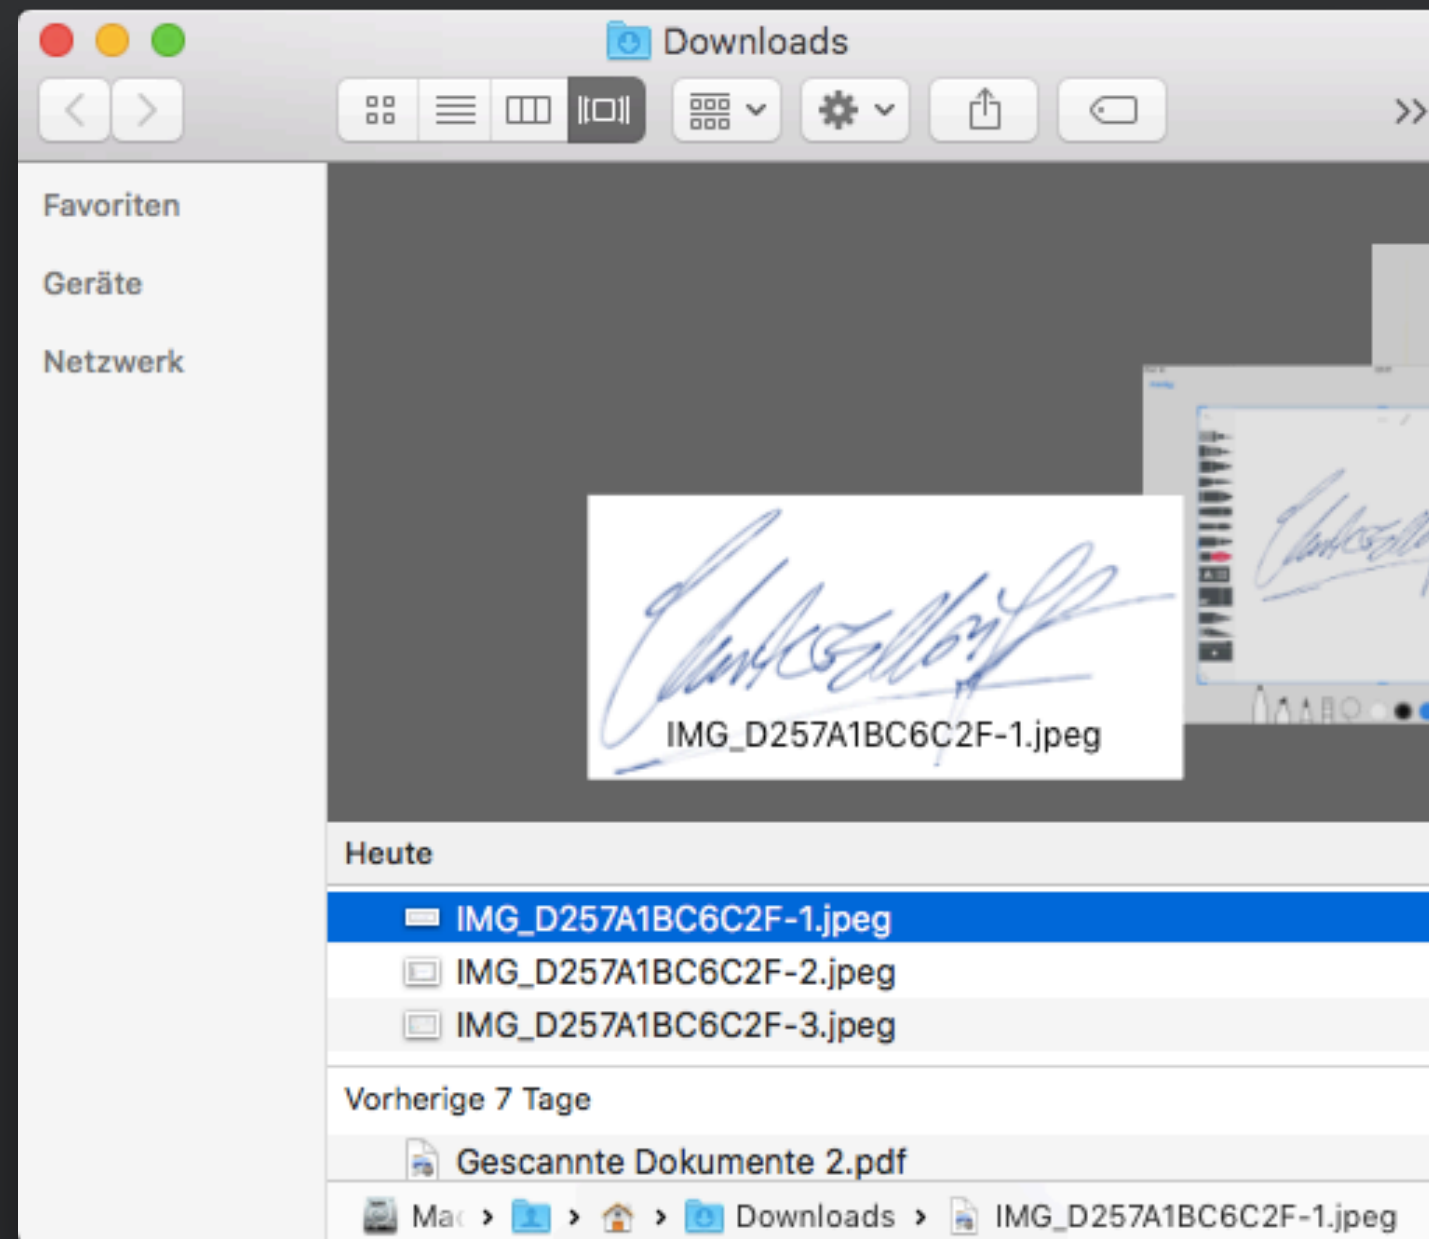 Downloads
Favoriten
Geräte
Netzwerk
IMG_D257A1BC6C2F-1.jpeg
Heute
IMG_D257A1BC6C2F-1.jpeg
IMG_D257A1BC6C2F-2.jpeg
IMG_D257A1BC6C2F-3.jpeg
Vorherige 7 Tage
Gescannte Dokumente 2.pdf
Mac › › › Downloads › IMG_D257A1BC6C2F-1.jpeg